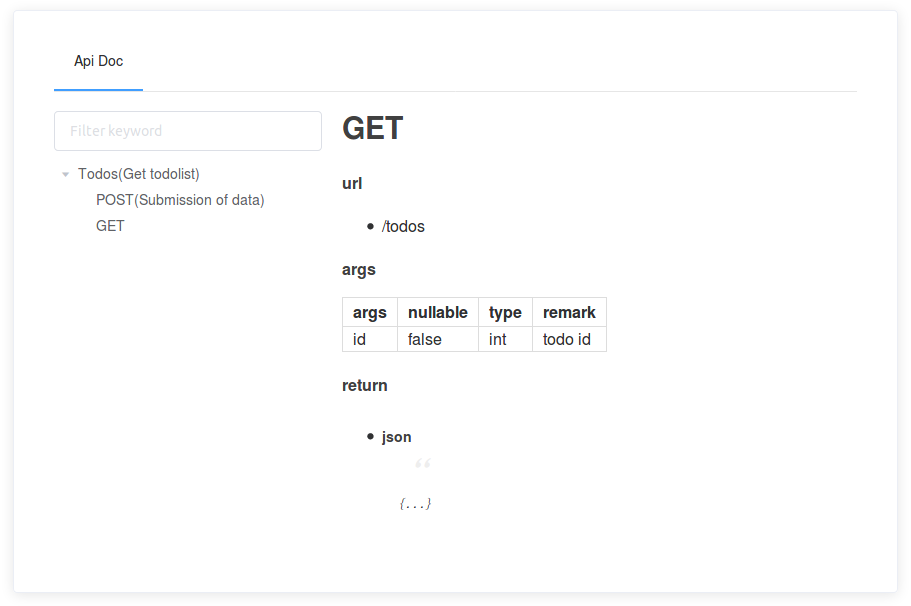 Api Doc
Filter keyword
Todos(Get todolist)
POST(Submission of data)
GET
GET
url
/todos
args
args nullable type remark
id false int todo id
return
json
“
{...}